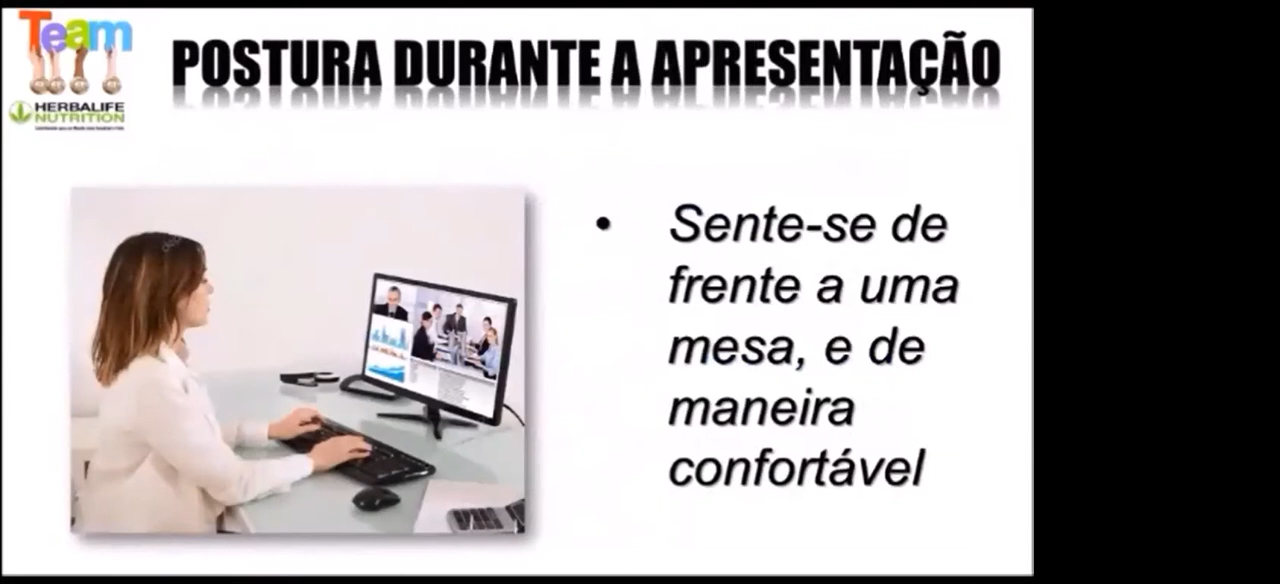 Team
HERBALIFE
NUTRITION
POSTURA DURANTE A APRESENTAÇÃO
• Sente-se de
frente a uma
mesa, e de
maneira
confortável